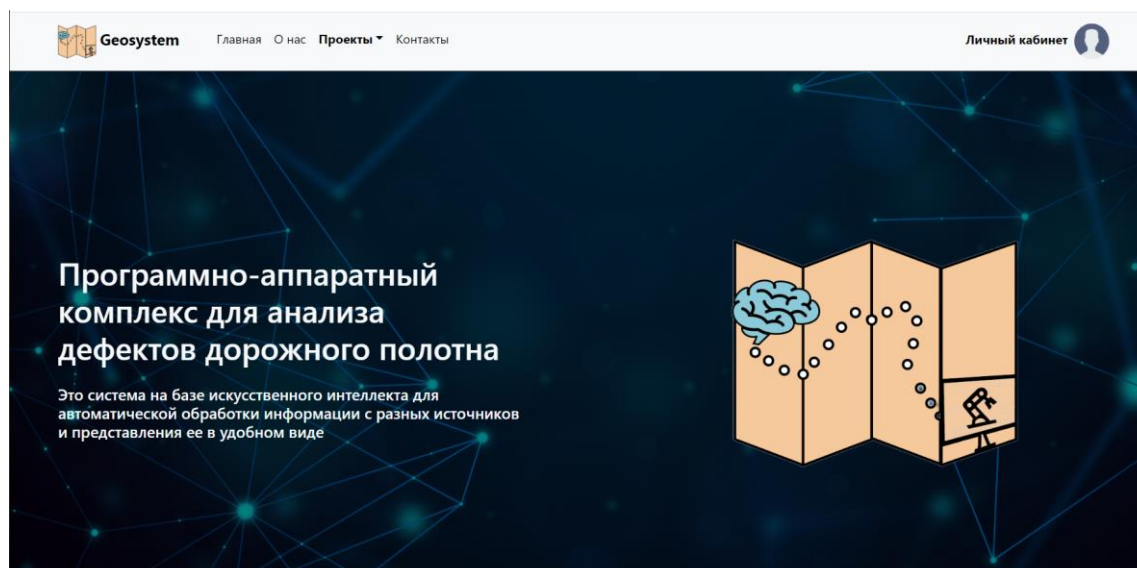 Geosystem Главная О нас Проекты Контакты Личный кабинет
Программно-аппаратный
комплекс для анализа
дефектов дорожного полотна
Это система на базе искусственного интеллекта для
автоматической обработки информации с разных источников
и представления ее в удобном виде